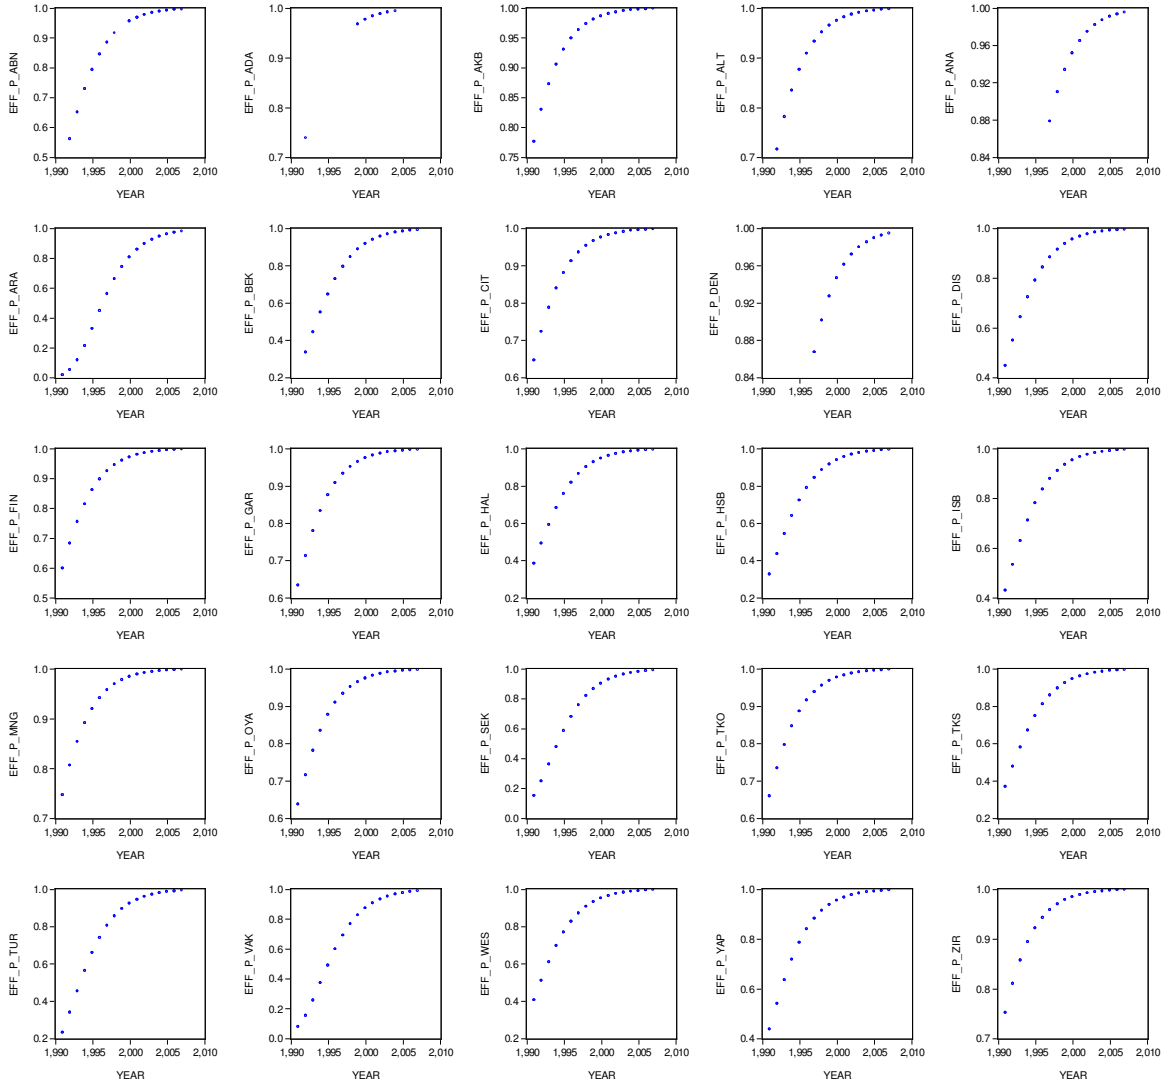 EFF_P_ABN
1.0
0.9
0.8
0.7
0.6
0.5
1,990 1,995 2,000 2,005 2,010
YEAR
EFF_P_ADA
1.0
0.9
0.8
0.7
1,990 1,995 2,000 2,005 2,010
YEAR
EFF_P_AKB
1.00
0.95
0.90
0.85
0.80
0.75
1,990 1,995 2,000 2,005 2,010
YEAR
EFF_P_ALT
1.0
0.9
0.8
0.7
1,990 1,995 2,000 2,005 2,010
YEAR
EFF_P_ANA
1.00
0.96
0.92
0.88
0.84
1,990 1,995 2,000 2,005 2,010
YEAR
EFF_P_ARA
1.0
0.8
0.6
0.4
0.2
0.0
1,990 1,995 2,000 2,005 2,010
YEAR
EFF_P_BEK
1.0
0.8
0.6
0.4
0.2
1,990 1,995 2,000 2,005 2,010
YEAR
EFF_P_CIT
1.0
0.9
0.8
0.7
0.6
1,990 1,995 2,000 2,005 2,010
YEAR
EFF_P_DEN
1.00
0.96
0.92
0.88
0.84
1,990 1,995 2,000 2,005 2,010
YEAR
EFF_P_DIS
1.0
0.8
0.6
0.4
1,990 1,995 2,000 2,005 2,010
YEAR
EFF_P_FIN
1.0
0.9
0.8
0.7
0.6
0.5
1,990 1,995 2,000 2,005 2,010
YEAR
EFF_P_GAR
1.0
0.9
0.8
0.7
0.6
1,990 1,995 2,000 2,005 2,010
YEAR
EFF_P_HAL
1.0
0.8
0.6
0.4
0.2
1,990 1,995 2,000 2,005 2,010
YEAR
EFF_P_HSB
1.0
0.8
0.6
0.4
0.2
1,990 1,995 2,000 2,005 2,010
YEAR
EFF_P_ISB
1.0
0.8
0.6
0.4
1,990 1,995 2,000 2,005 2,010
YEAR
EFF_P_MNG
1.0
0.9
0.8
0.7
1,990 1,995 2,000 2,005 2,010
YEAR
EFF_P_OYA
1.0
0.9
0.8
0.7
0.6
1,990 1,995 2,000 2,005 2,010
YEAR
EFF_P_SEK
1.0
0.8
0.6
0.4
0.2
0.0
1,990 1,995 2,000 2,005 2,010
YEAR
EFF_P_TKO
1.0
0.9
0.8
0.7
0.6
1,990 1,995 2,000 2,005 2,010
YEAR
EFF_P_TKS
1.0
0.8
0.6
0.4
0.2
1,990 1,995 2,000 2,005 2,010
YEAR
EFF_P_TUR
1.0
0.8
0.6
0.4
0.2
1,990 1,995 2,000 2,005 2,010
YEAR
EFF_P_VAK
1.0
0.8
0.6
0.4
0.2
0.0
1,990 1,995 2,000 2,005 2,010
YEAR
EFF_P_WES
1.0
0.8
0.6
0.4
0.2
1,990 1,995 2,000 2,005 2,010
YEAR
EFF_P_YAP
1.0
0.8
0.6
0.4
1,990 1,995 2,000 2,005 2,010
YEAR
EFF_P_ZIR
1.0
0.9
0.8
0.7
1,990 1,995 2,000 2,005 2,010
YEAR